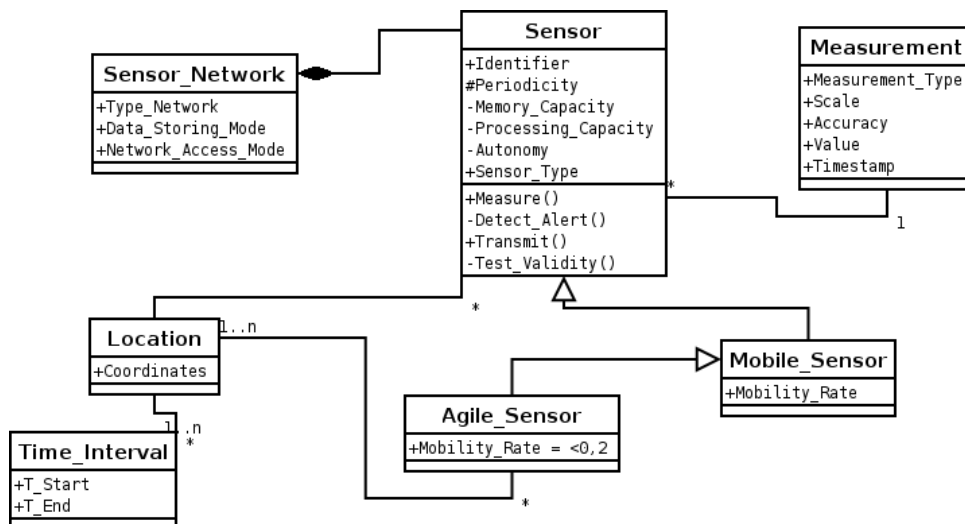 Sensor_Network
+Type_Network
+Data_Storing_Mode
+Network_Access_Mode
Sensor
+Identifier
#Periodicity
-Memory_Capacity
-Processing_Capacity
-Autonomy
+Sensor_Type
+Measure()
-Detect_Alert()
+Transmit()
-Test_Validity()
Measurement
+Measurement_Type
+Scale
+Accuracy
+Value
+Timestamp
*
1
*
1..n
Location
+Coordinates
1..n
*
Time_Interval
+T_Start
+T_End
Agile_Sensor
+Mobility_Rate = <0,2
*
Mobile_Sensor
+Mobility_Rate